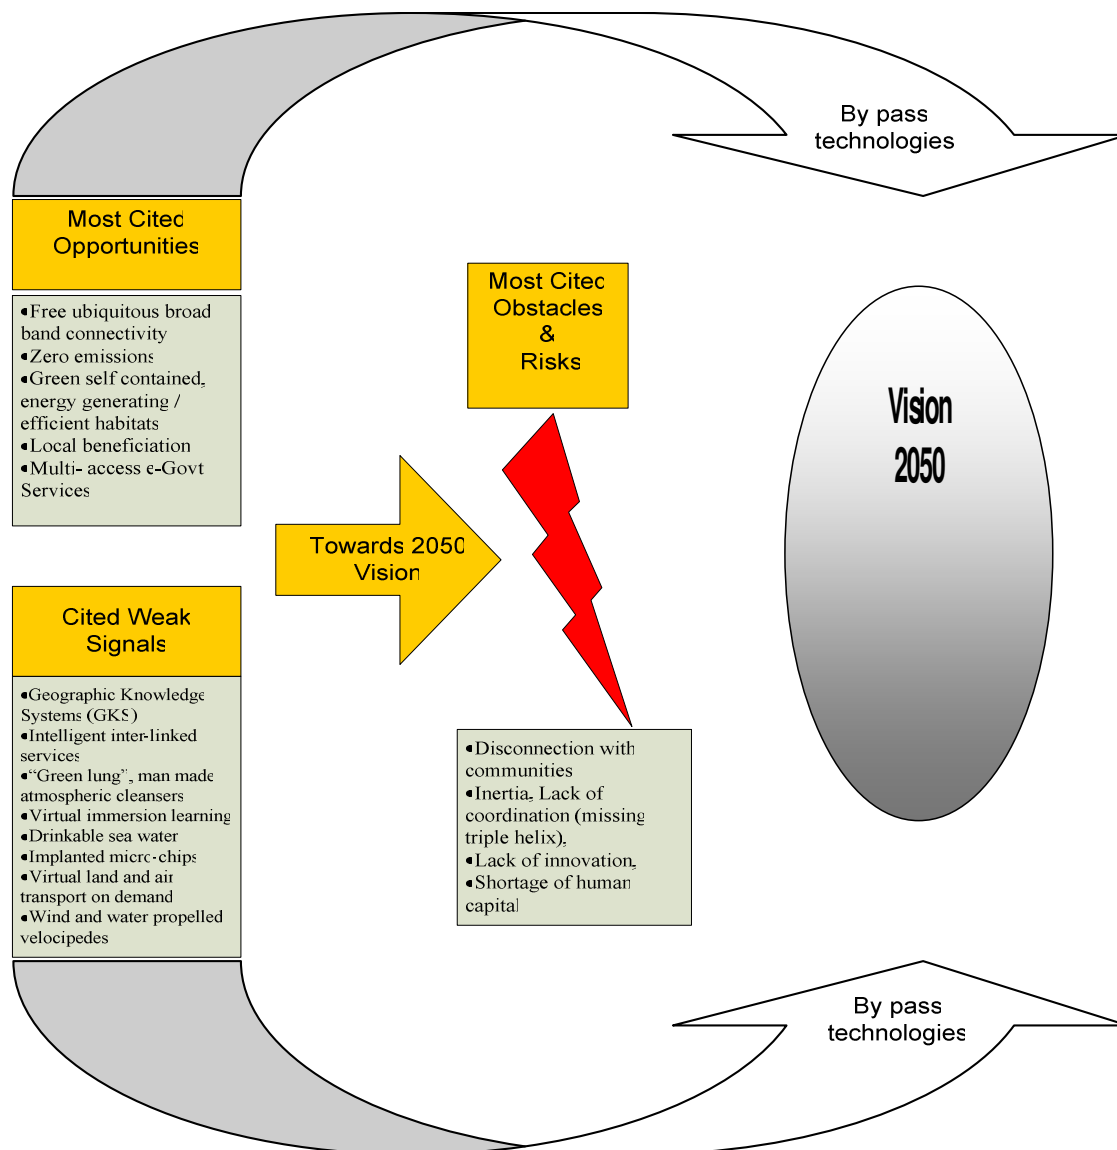 By pass
technologies
Most Cited
Opportunities
•Free ubiquitous broad
band connectivity
•Zero emissions
•Green self contained,
energy generating /
efficient habitats
•Local beneficiation
•Multi- access e-Govt
Services
Most Cited
Obstacles
&
Risks
Vision
2050
Towards 2050
Vision
Cited Weak
Signals
•Geographic Knowledge
Systems (GKS)
•Intelligent inter-linked
services
•“Green lung”, man made
atmospheric cleansers
•Virtual immersion learning
•Drinkable sea water
•Implanted micro-chips
•Virtual land and air
transport on demand
•Wind and water propelled
velocipedes
•Disconnection with
communities
•Inertia, Lack of
coordination (missing
triple helix),
•Lack of innovation,
•Shortage of human
capital
By pass
technologies